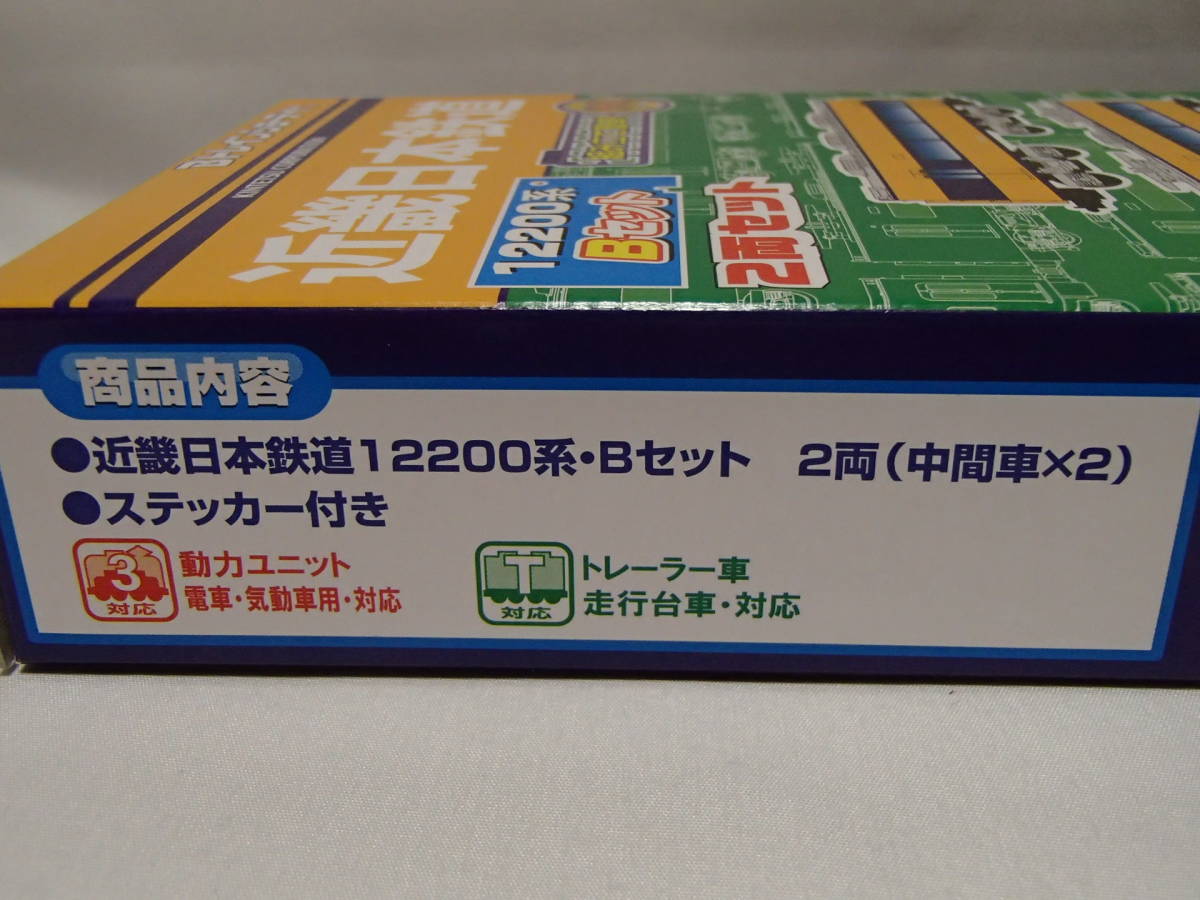 近畿日本鉄道
KINTETSU CORPORATION
12200系
Bセット
2両セット
商品内容
●近畿日本鉄道12200系・Bセット 2両(中間車×2)
●ステッカー付き
3
対応
動力ユニット
電車・気動車用・対応
T
対応
トレーラー車
走行台車・対応